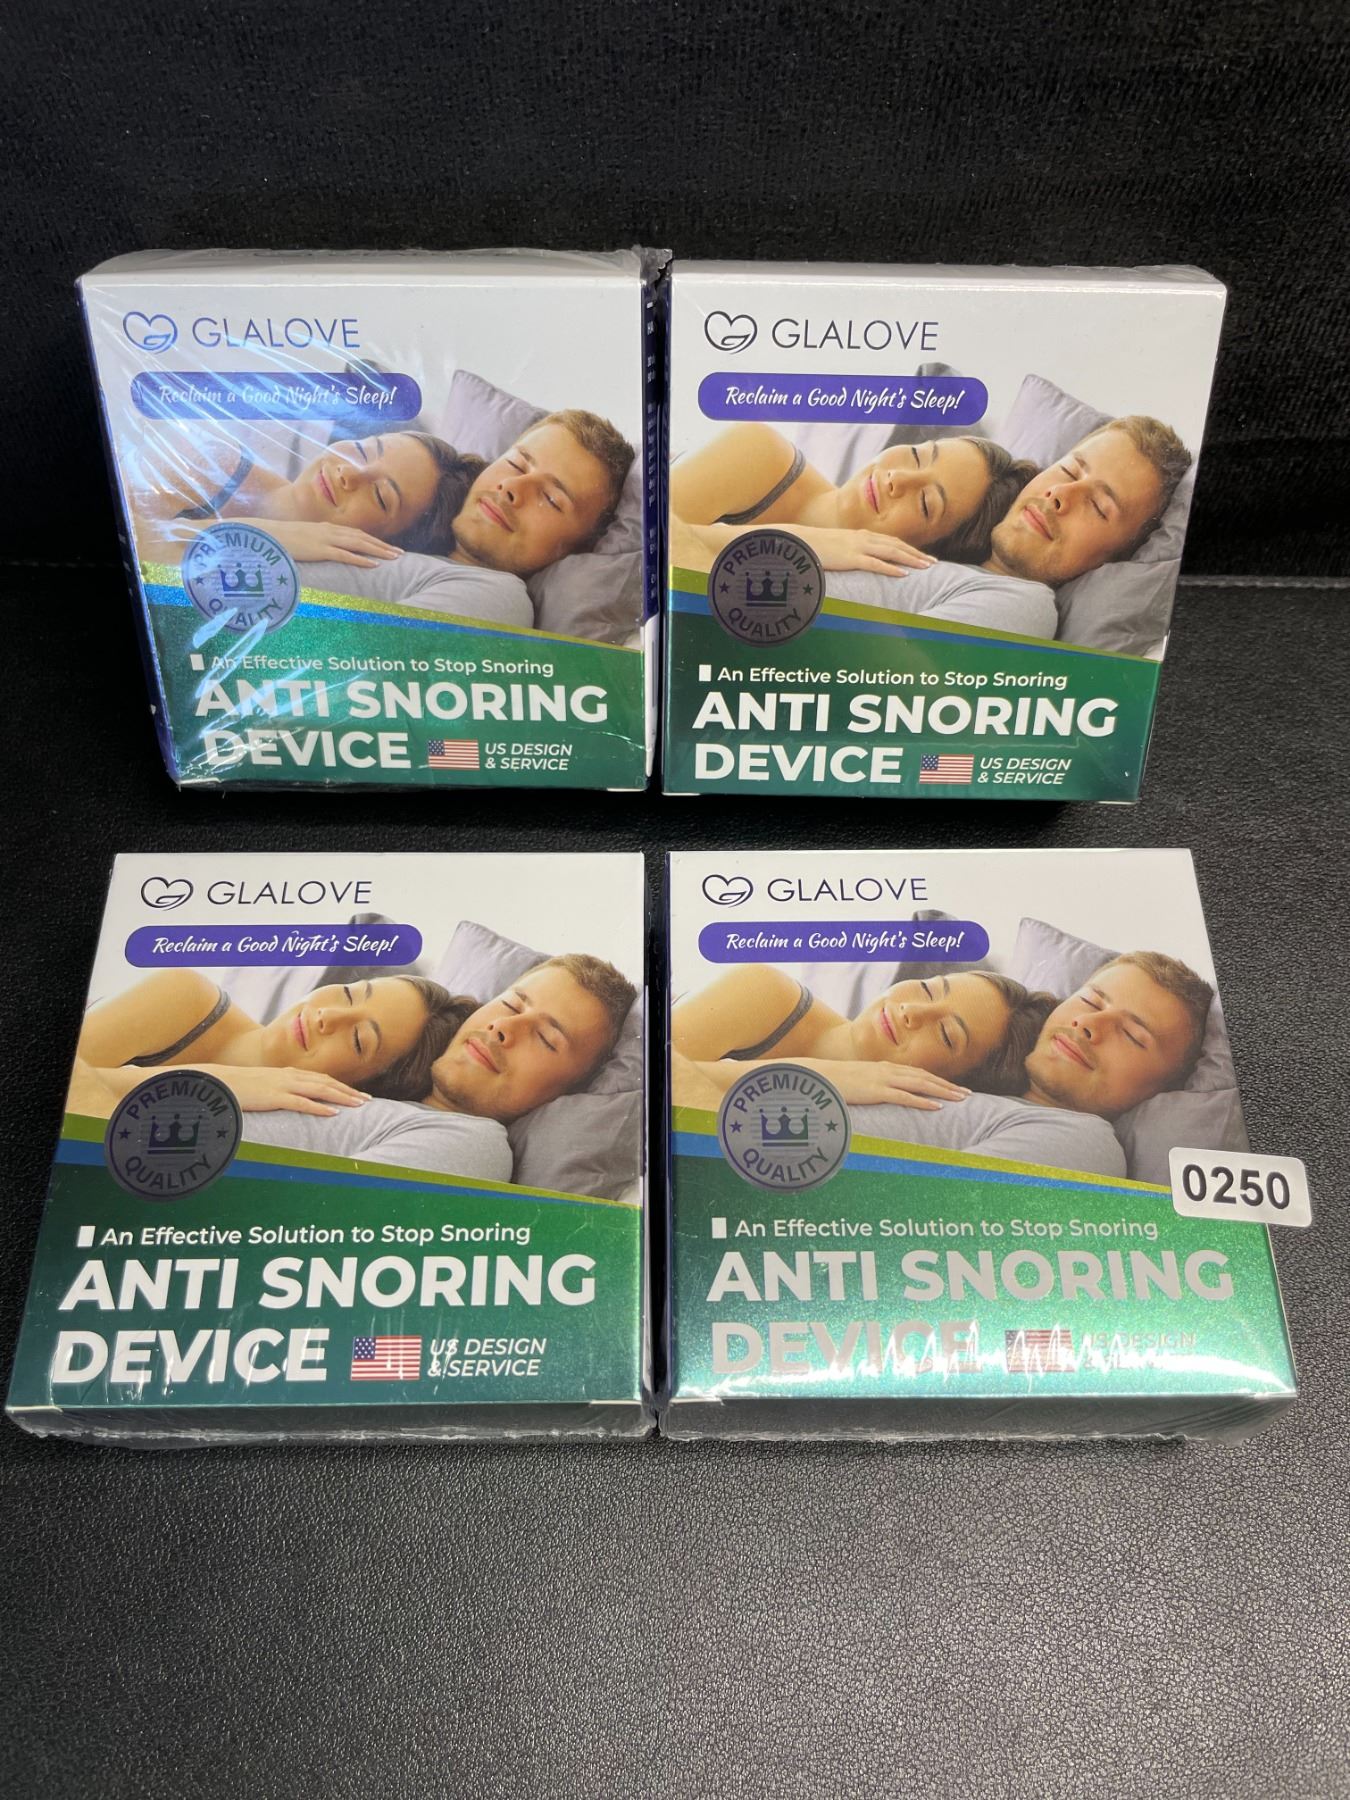 GLALOVE
Reclaim a Good Night's Sleep!
PREMIUM
QUALITY
An Effective Solution to Stop Snoring
ANTI SNORING
DEVICE
US DESIGN
& SERVICE
GLALOVE
Reclaim a Good Night's Sleep!
PREMIUM
QUALITY
An Effective Solution to Stop Snoring
ANTI SNORING
DEVICE
US DESIGN
& SERVICE
GLALOVE
Reclaim a Good Night's Sleep!
PREMIUM
QUALITY
An Effective Solution to Stop Snoring
ANTI SNORING
DEVICE
US DESIGN
& SERVICE
GLALOVE
Reclaim a Good Night's Sleep!
PREMIUM
QUALITY
0250
An Effective Solution to Stop Snoring
ANTI SNORING
DEVICE
US DESIGN